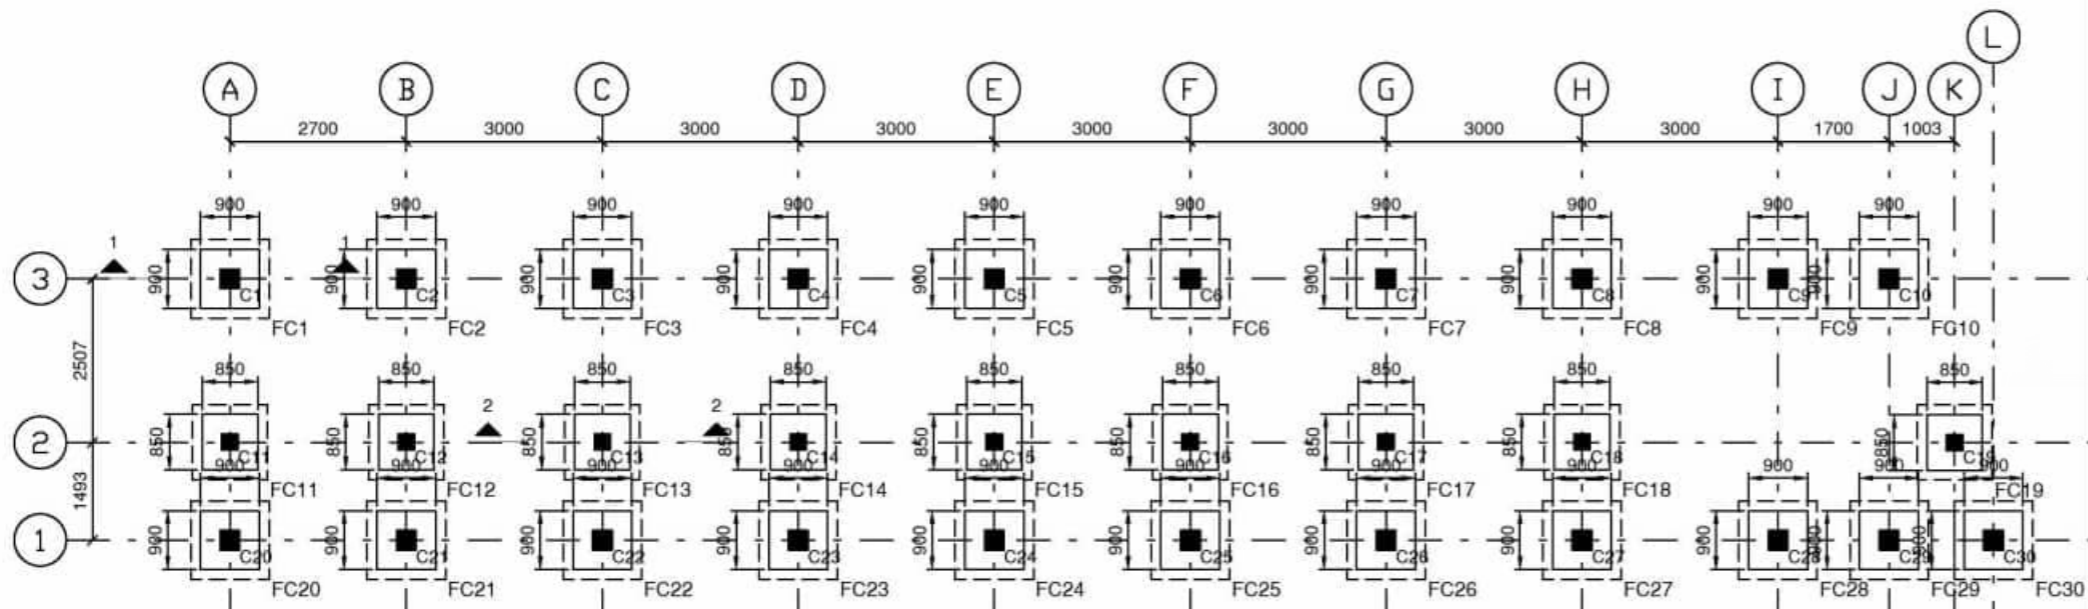 L
A B C D E F G H I J K
2700 3000 3000 3000 3000 3000 3000 3000 1700 1003
900 900 900 900 900 900 900 900 900 900
1 1
3
900 900 900 900 900 900 900 900 900 900
C1 C2 C3 C4 C5 C6 C7 C8 C9 C10
FC1 FC2 FC3 FC4 FC5 FC6 FC7 FC8 FC9 FC10
2507
850 850 850 850 850 850 850 850 850
2 2
2
850 850 850 850 850 850 850 850 850
C11 C12 C13 C14 C15 C16 C17 C18 C19
900 900 900 900 900 900 900 900 900 900 900
FC11 FC12 FC13 FC14 FC15 FC16 FC17 FC18 FC19
1493
1
900 900 900 900 900 900 900 900 900 900 900
C20 C21 C22 C23 C24 C25 C26 C27 C28 C29 C30
FC20 FC21 FC22 FC23 FC24 FC25 FC26 FC27 FC28 FC29 FC30